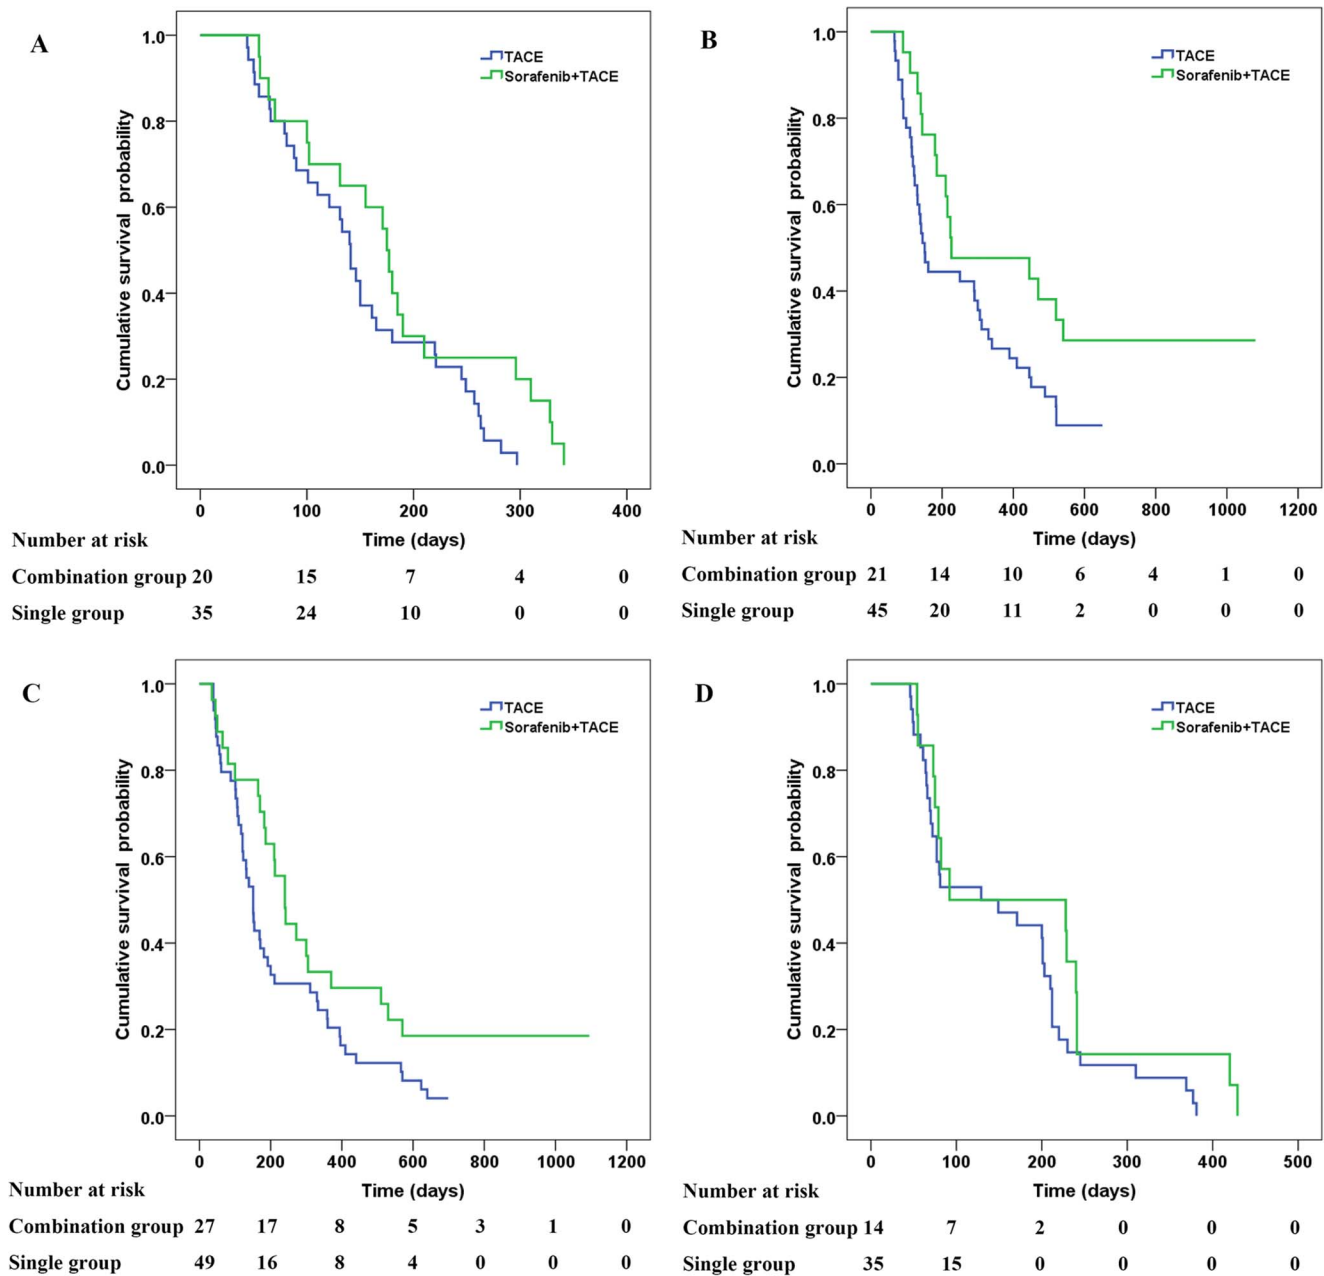 A
TACE
Sorafenib+TACE
Cumulative survival probability
1.0
0.8
0.6
0.4
0.2
0.0
0 100 200 300 400
Number at risk Time (days)
Combination group 20 15 7 4 0
Single group 35 24 10 0 0
B
TACE
Sorafenib+TACE
Cumulative survival probability
1.0
0.8
0.6
0.4
0.2
0.0
0 200 400 600 800 1000 1200
Number at risk Time (days)
Combination group 21 14 10 6 4 1 0
Single group 45 20 11 2 0 0 0
C
TACE
Sorafenib+TACE
Cumulative survival probability
1.0
0.8
0.6
0.4
0.2
0.0
0 200 400 600 800 1000 1200
Number at risk Time (days)
Combination group 27 17 8 5 3 1 0
Single group 49 16 8 4 0 0 0
D
TACE
Sorafenib+TACE
Cumulative survival probability
1.0
0.8
0.6
0.4
0.2
0.0
0 100 200 300 400 500
Number at risk Time (days)
Combination group 14 7 2 0 0 0
Single group 35 15 0 0 0 0